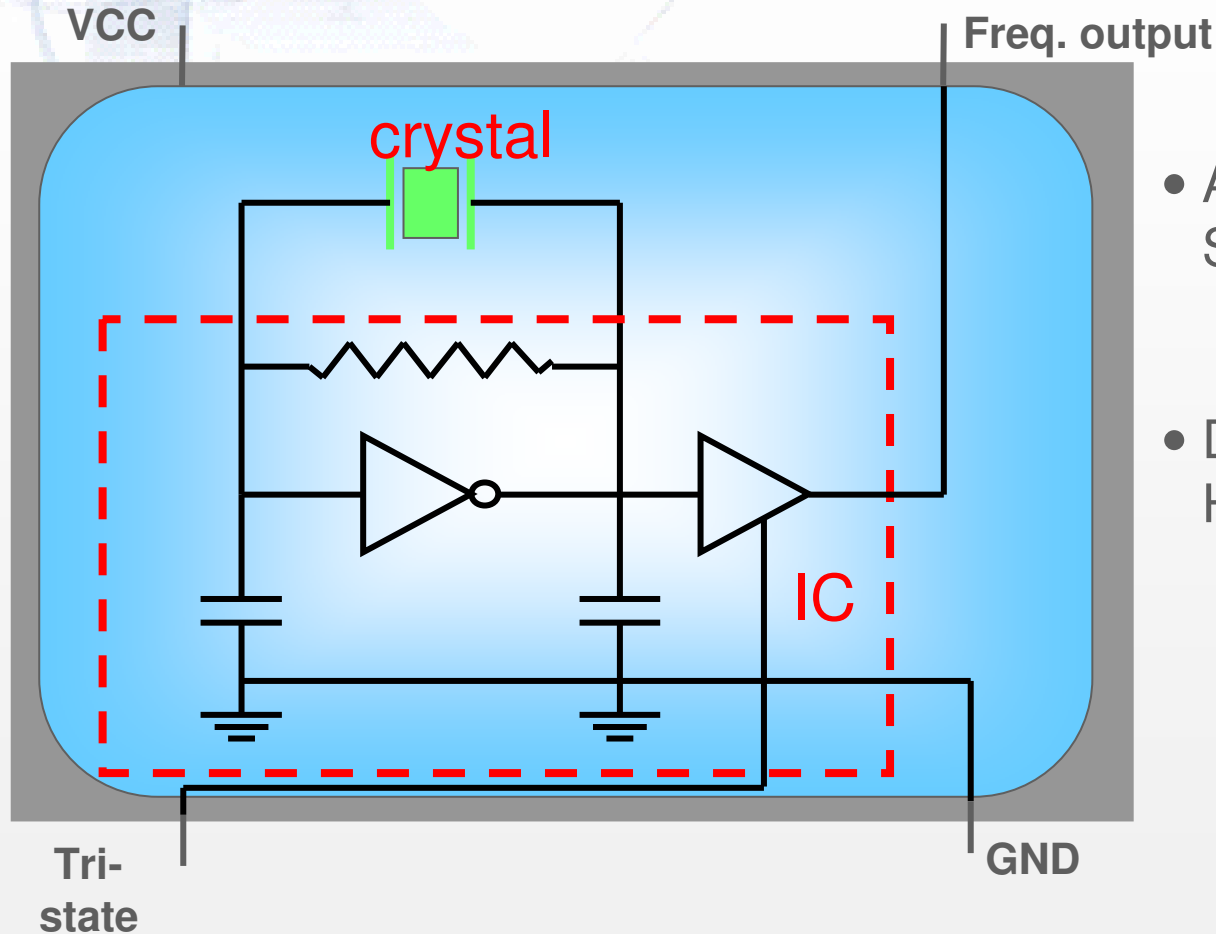 VCC
Freq. output
crystal
IC
Tri-
state
GND